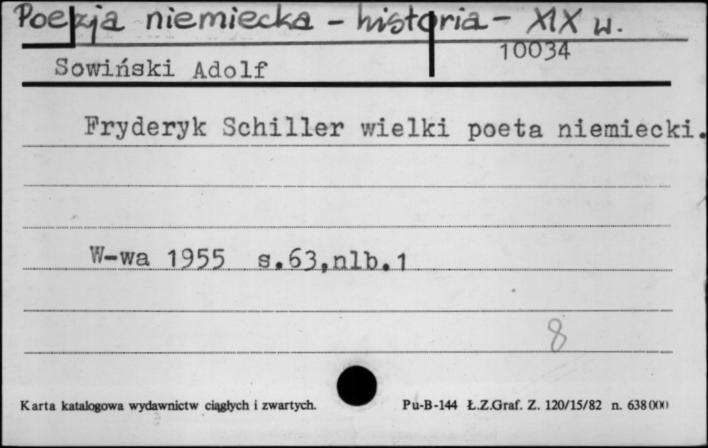 Poezja niemiecka - historia - XIX w.
10034
Sowiński Adolf
Fryderyk Schiller wielki poeta niemiecki.
W-wa 1955 s.63,nlb.1
8
Karta katalogowa wydawnictw ciągłych i zwartych. Pu-B-144 Ł.Z.Graf. Z. 120/15/82 n. 638000